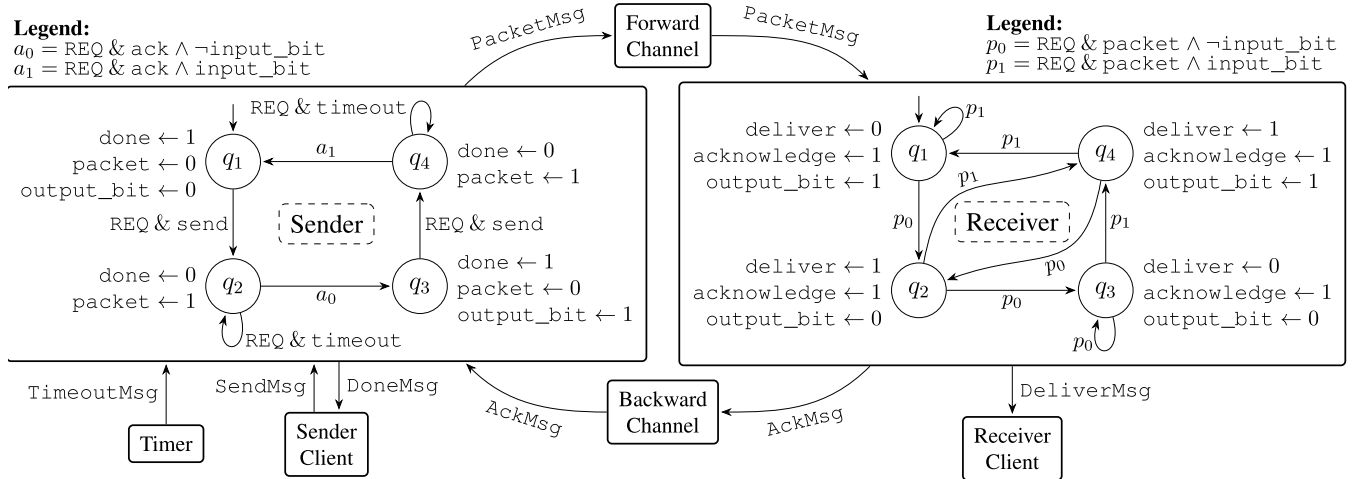 Legend:
a₀ = REQ & ack ∧ ¬input_bit
a₁ = REQ & ack ∧ input_bit
PacketMsg
Forward
Channel
PacketMsg
Legend:
p₀ = REQ & packet ∧ ¬input_bit
p₁ = REQ & packet ∧ input_bit
REQ & timeout
done ← 1
packet ← 0
output_bit ← 0
q₁
a₁
q₄
done ← 0
packet ← 1
REQ & send
Sender
REQ & send
done ← 0
packet ← 1
q₂
a₀
q₃
done ← 1
packet ← 0
output_bit ← 1
REQ & timeout
deliver ← 0
acknowledge ← 1
output_bit ← 1
q₁
p₁
p₁
q₄
deliver ← 1
acknowledge ← 1
output_bit ← 1
p₀
p₁
Receiver
p₀
p₁
deliver ← 1
acknowledge ← 1
output_bit ← 0
q₂
p₀
q₃
p₀
deliver ← 0
acknowledge ← 1
output_bit ← 0
TimeoutMsg
SendMsg
DoneMsg
AckMsg
Backward
Channel
AckMsg
DeliverMsg
Timer
Sender
Client
Receiver
Client